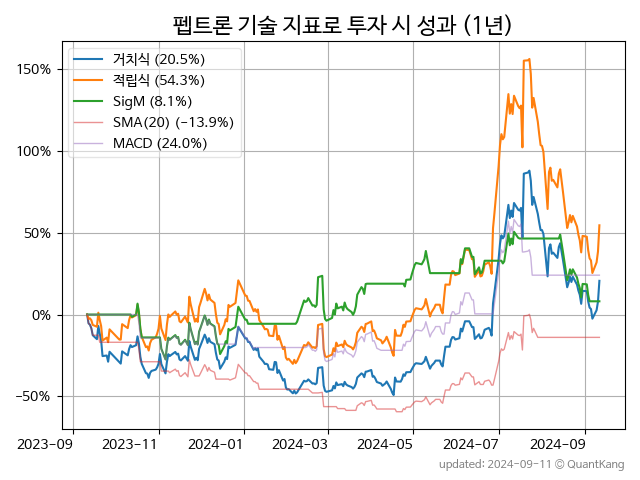 펩트론 기술 지표로 투자 시 성과 (1년)
거치식 (20.5%)
적립식 (54.3%)
SigM (8.1%)
SMA(20) (−13.9%)
MACD (24.0%)
150%
100%
50%
0%
−50%
2023-09
2023-11
2024-01
2024-03
2024-05
2024-07
2024-09
updated: 2024-09-11 © QuantKang